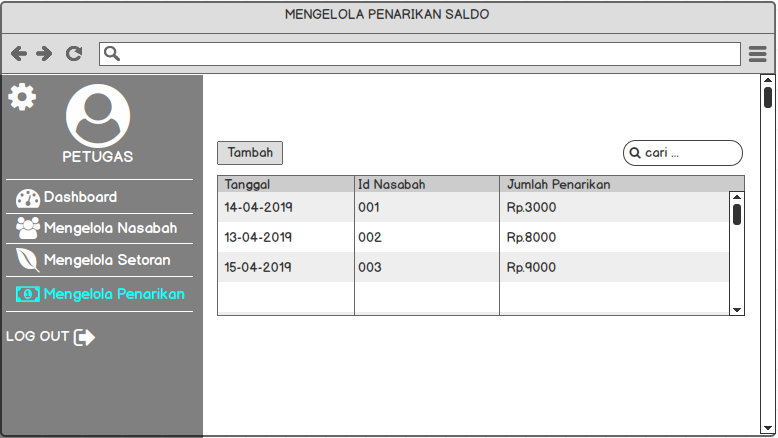 MENGELOLA PENARIKAN SALDO
PETUGAS
Dashboard
Mengelola Nasabah
Mengelola Setoran
Mengelola Penarikan
LOG OUT
Tambah
cari ...
Tanggal Id Nasabah Jumlah Penarikan
14-04-2019 001 Rp.3000
13-04-2019 002 Rp.8000
15-04-2019 003 Rp.9000